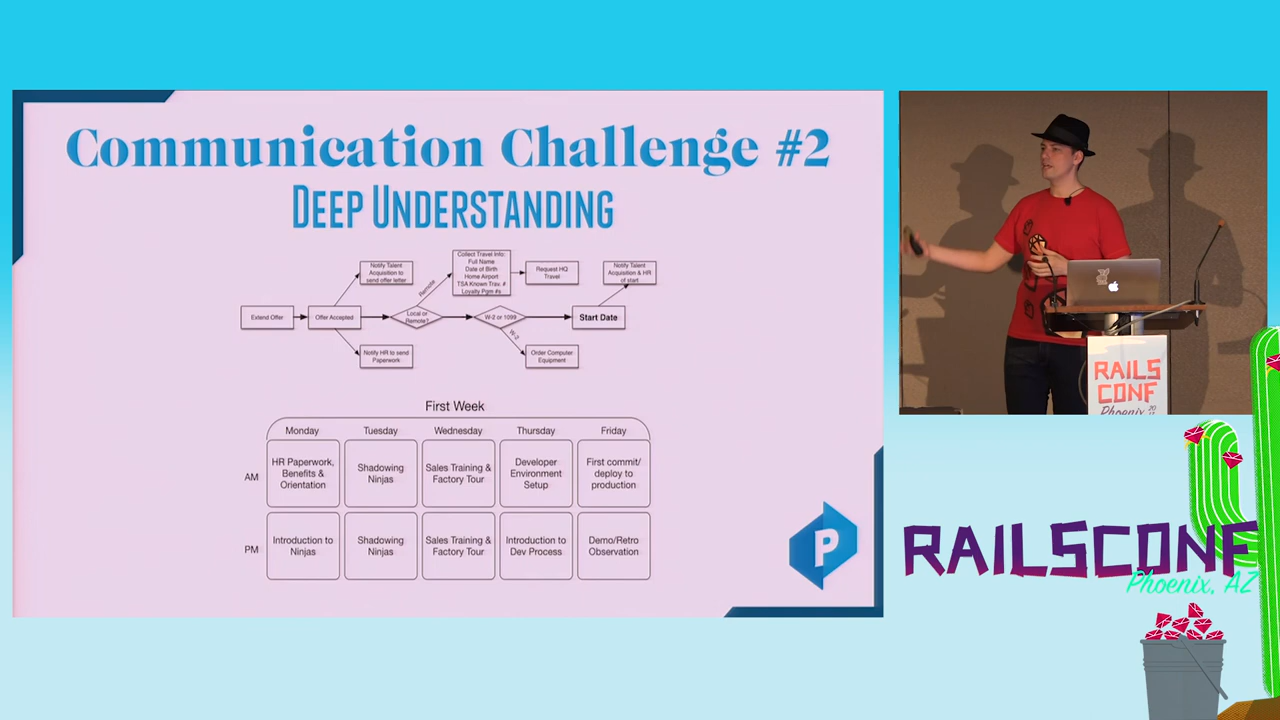 Communication Challenge #2
DEEP UNDERSTANDING
Notify Talent
Acquisition to
send offer letter
Collect Travel Info:
Full Name
Date of Birth
Home Airport
TSA Known Trav. #
Loyalty Pgm #s
Request HQ
Travel
Notify Talent
Acquisition & HR
of start
Remote
Extend Offer
Offer Accepted
Local or
Remote?
W-2 or 1099
Start Date
W-2
Notify HR to send
Paperwork
Order Computer
Equipment
First Week
Monday
Tuesday
Wednesday
Thursday
Friday
AM
HR Paperwork,
Benefits &
Orientation
Shadowing
Ninjas
Sales Training &
Factory Tour
Developer
Environment
Setup
First commit/
deploy to
production
PM
Introduction to
Ninjas
Shadowing
Ninjas
Sales Training &
Factory Tour
Introduction to
Dev Process
Demo/Retro
Observation
P
RAILS
CONF
Phoenix
RAILSCONF
Phoenix, AZ